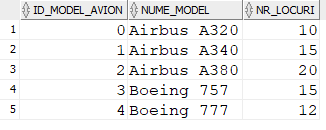 ID_MODEL_AVION NUME_MODEL NR_LOCURI
1 0 Airbus A320 10
2 1 Airbus A340 15
3 2 Airbus A380 20
4 3 Boeing 757 15
5 4 Boeing 777 12